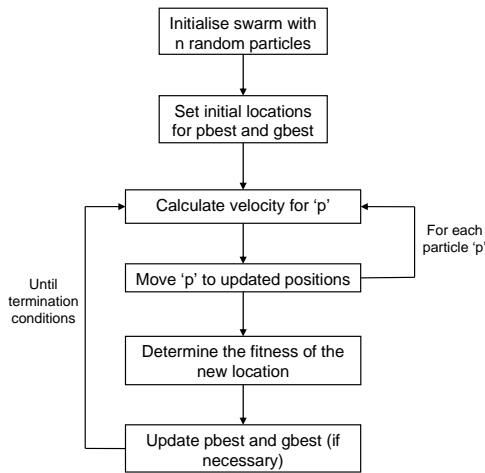 Initialise swarm with
n random particles
Set initial locations
for pbest and gbest
Calculate velocity for 'p'
For each
particle 'p'
Move 'p' to updated positions
Until
termination
conditions
Determine the fitness of the
new location
Update pbest and gbest (if
necessary)